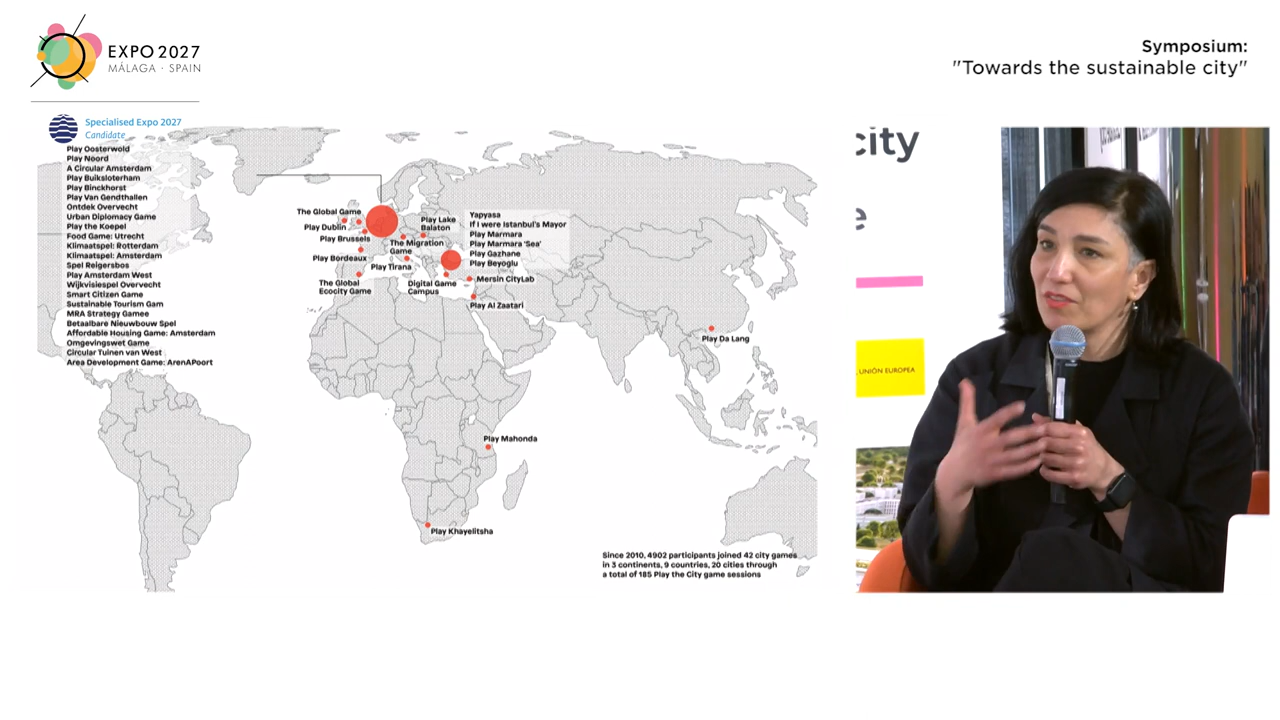 EXPO 2027
MÁLAGA · SPAIN
Symposium:
"Towards the sustainable city"
Specialised Expo 2027
Candidate
Play Oosterwold
Play Noord
A Circular Amsterdam
Play Buiksloterham
Play Binckhorst
Play Van Gendthallen
Ontdek Overvecht
Urban Diplomacy Game
Play the Koepel
Food Game: Utrecht
Klimaatspel: Rotterdam
Klimaatspel: Amsterdam
Spel Reigersbos
Play Amsterdam West
Wijkvisiespel Overvecht
Smart Citizen Game
Sustainable Tourism Gam
MRA Strategy Gamee
Betaalbare Nieuwbouw Spel
Affordable Housing Game: Amsterdam
Omgevingswet Game
Circular Tuinen van West
Area Development Game: ArenAPoort
The Global Game
Play Dublin
Play Brussels
Play Bordeaux
The Global
Ecocity Game
Play Tirana
The Migration
Game
Play Lake
Balaton
Digital Game
Campus
Yapyasa
If I were Istanbul's Mayor
Play Marmara
Play Marmara 'Sea'
Play Gazhane
Play Beyoglu
Mersin CityLab
Play Al Zaatari
Play Da Lang
Play Mahonda
Play Khayelitsha
Since 2010, 4902 participants joined 42 city games
in 3 continents, 9 countries, 20 cities through
a total of 185 Play the City game sessions
city
e
UNIÓN EUROPEA